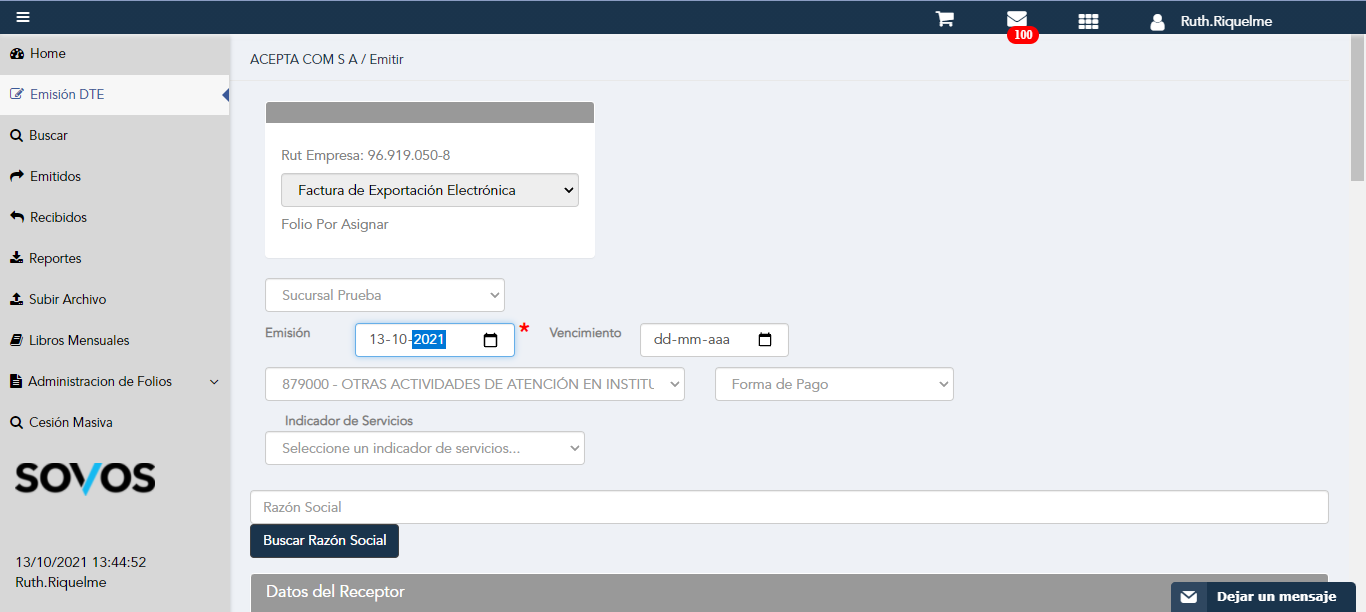 Ruth.Riquelme
100
Home
ACEPTA COM S A / Emitir
Emisión DTE
Buscar
Emitidos
Recibidos
Reportes
Subir Archivo
Libros Mensuales
Administracion de Folios
Cesión Masiva
SOVOS
13/10/2021 13:44:52
Ruth.Riquelme
Rut Empresa: 96.919.050-8
Factura de Exportación Electrónica
Folio Por Asignar
Sucursal Prueba
Emisión 13-10-2021 * Vencimiento dd-mm-aaa
879000 - OTRAS ACTIVIDADES DE ATENCIÓN EN INSTITU Forma de Pago
Indicador de Servicios
Seleccione un indicador de servicios...
Razón Social
Buscar Razón Social
Datos del Receptor
Dejar un mensaje